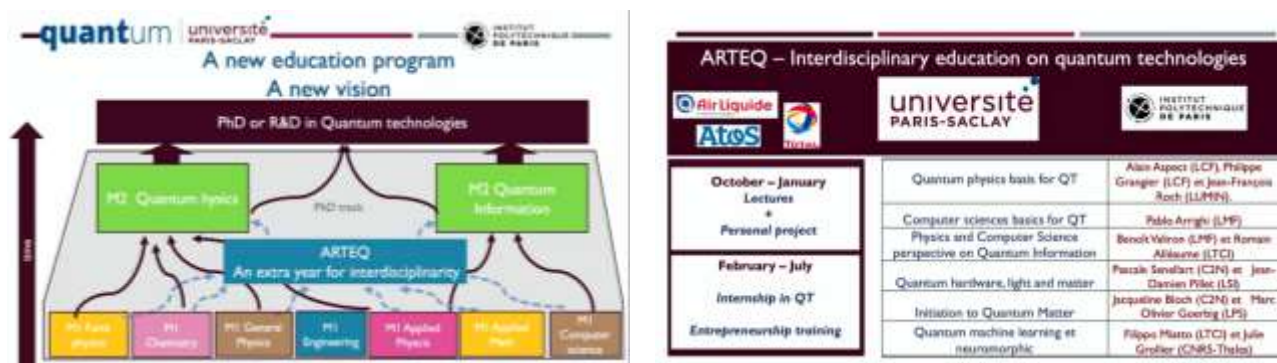 quantum université PARIS-SACLAY INSTITUT POLYTECHNIQUE DE PARIS
A new education program
A new vision
PhD or R&D in Quantum technologies
M2 Quantum hysics
M2 Quantum
Information
PhD track
ARTEQ
An extra year for interdisciplinarity
physics
M1
Chemistry
M1 General
Physics
M1
Engineering
M1 Applied
Physics
M1 Applied
Math
M1
Computer
science
ARTEQ – Interdisciplinary education on quantum technologies
Air Liquide
Atos
TOTAL
université
PARIS-SACLAY
INSTITUT
POLYTECHNIQUE
DE PARIS
October – January
Lectures
+
Personal project
February – July
Internship in QT
Entrepreneurship training
Quantum physics basis for QT
Alain Aspect (LCF), Philippe
Grangier (LCF) et Jean-François
Roch (LUMIN).
Computer sciences basics for QT
Pablo Arrighi (LMF)
Physics and Computer Science
perspective on Quantum Information
Benoît Valiron (LMF) et Romain
Alléaume (LTCI)
Quantum hardware, light and matter
Pascale Senellart (C2N) et Jean-
Damien Pillet (LSI)
Initiation to Quantum Matter
Jacqueline Bloch (C2N) et Marc
Olivier Goerbig (LPS)
Quantum machine learning et
neuromorphic
Filippo Miatto (LTCI) et Julie
Grollier (CNRS-Thales)